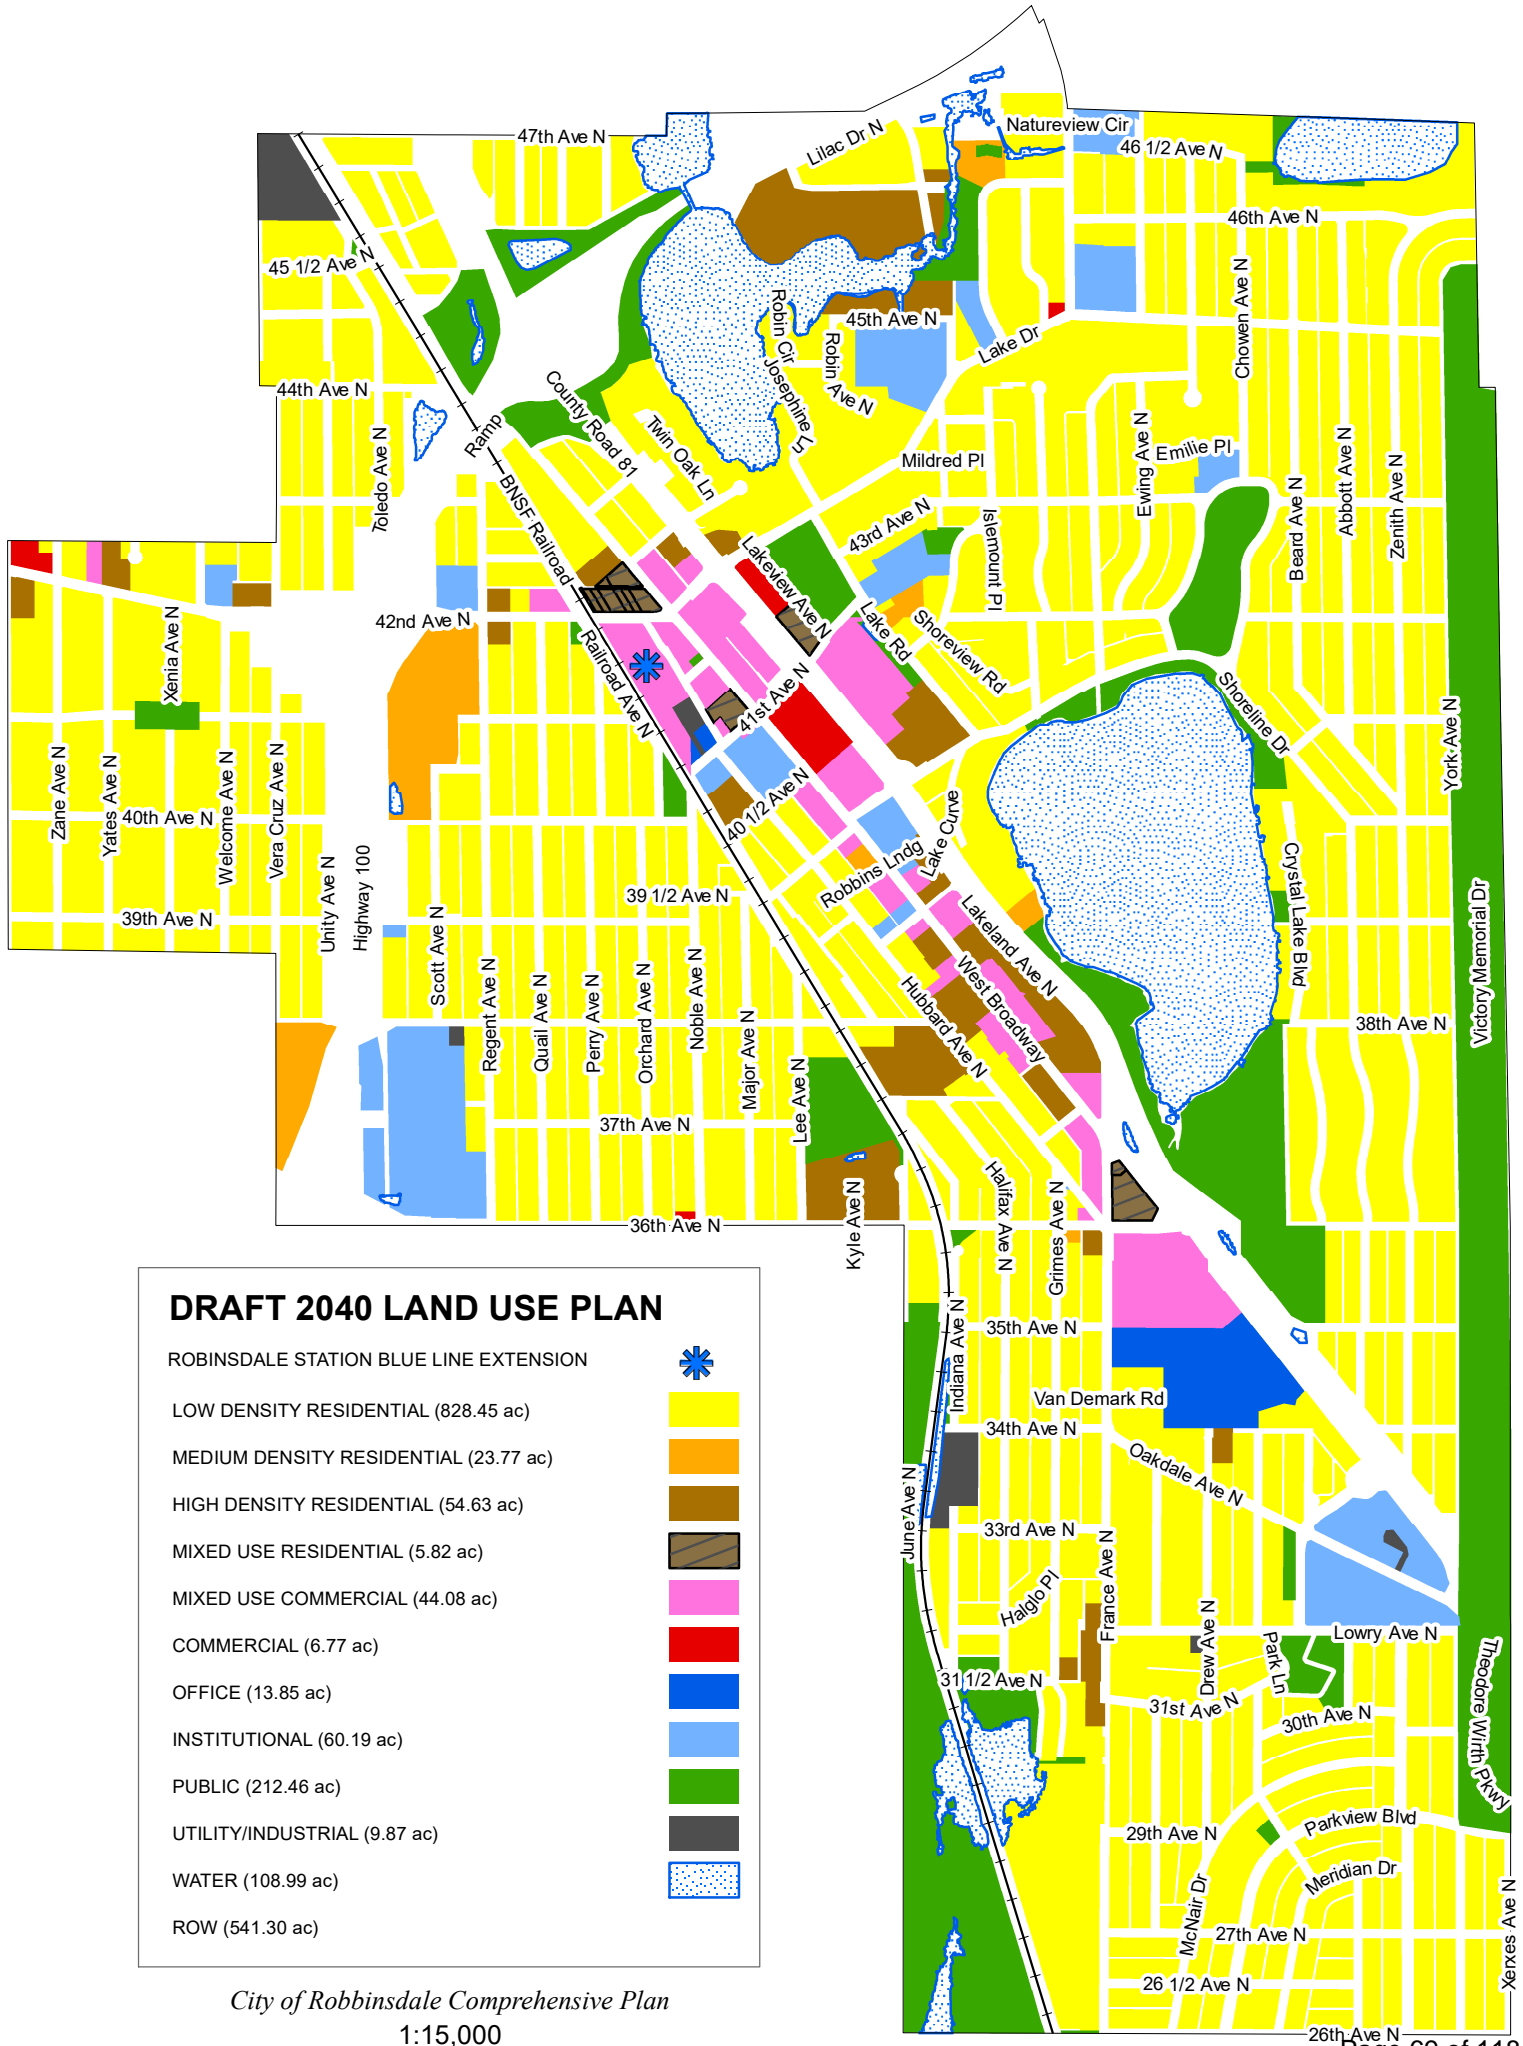 47th Ave N
Lilac Dr N
Natureview Cir
46 1/2 Ave N
46th Ave N
45 1/2 Ave N
Chowen Ave N
Robin Cir
45th Ave N
Lake Dr
Robin Ave N
Josephine Ln
44th Ave N
County Road 81
Ramp
Twin Oak Ln
Toledo Ave N
Mildred Pl
Ewing Ave N
Emilie Pl
Abbott Ave N
Zenith Ave N
Beard Ave N
BNSF Railroad
43rd Ave N
Islemount Pl
Lakeview Ave N
42nd Ave N
Lake Rd
Shoreview Rd
Xenia Ave N
Railroad Ave N
41st Ave N
Shoreline Dr
York Ave N
Zane Ave N
Yates Ave N
Welcome Ave N
Vera Cruz Ave N
40th Ave N
40 1/2 Ave N
Lake Curve
Robbins Lndg
Crystal Lake Blvd
Unity Ave N
Highway 100
39 1/2 Ave N
39th Ave N
Lakeland Ave N
Victory Memorial Dr
Scott Ave N
Regent Ave N
Quail Ave N
Perry Ave N
Orchard Ave N
Noble Ave N
Major Ave N
Lee Ave N
Hubbard Ave N
West Broadway
38th Ave N
37th Ave N
Kyle Ave N
Halifax Ave N
Grimes Ave N
36th Ave N
35th Ave N
Indiana Ave N
Van Demark Rd
34th Ave N
Oakdale Ave N
June Ave N
33rd Ave N
France Ave N
Halglo Pl
Drew Ave N
Park Ln
Lowry Ave N
31 1/2 Ave N
31st Ave N
30th Ave N
Theodore Wirth Pkwy
29th Ave N
Parkview Blvd
Meridian Dr
McNair Dr
27th Ave N
26 1/2 Ave N
Xerxes Ave N
26th Ave N
DRAFT 2040 LAND USE PLAN
ROBINSDALE STATION BLUE LINE EXTENSION
LOW DENSITY RESIDENTIAL (828.45 ac)
MEDIUM DENSITY RESIDENTIAL (23.77 ac)
HIGH DENSITY RESIDENTIAL (54.63 ac)
MIXED USE RESIDENTIAL (5.82 ac)
MIXED USE COMMERCIAL (44.08 ac)
COMMERCIAL (6.77 ac)
OFFICE (13.85 ac)
INSTITUTIONAL (60.19 ac)
PUBLIC (212.46 ac)
UTILITY/INDUSTRIAL (9.87 ac)
WATER (108.99 ac)
ROW (541.30 ac)
City of Robbinsdale Comprehensive Plan
1:15,000